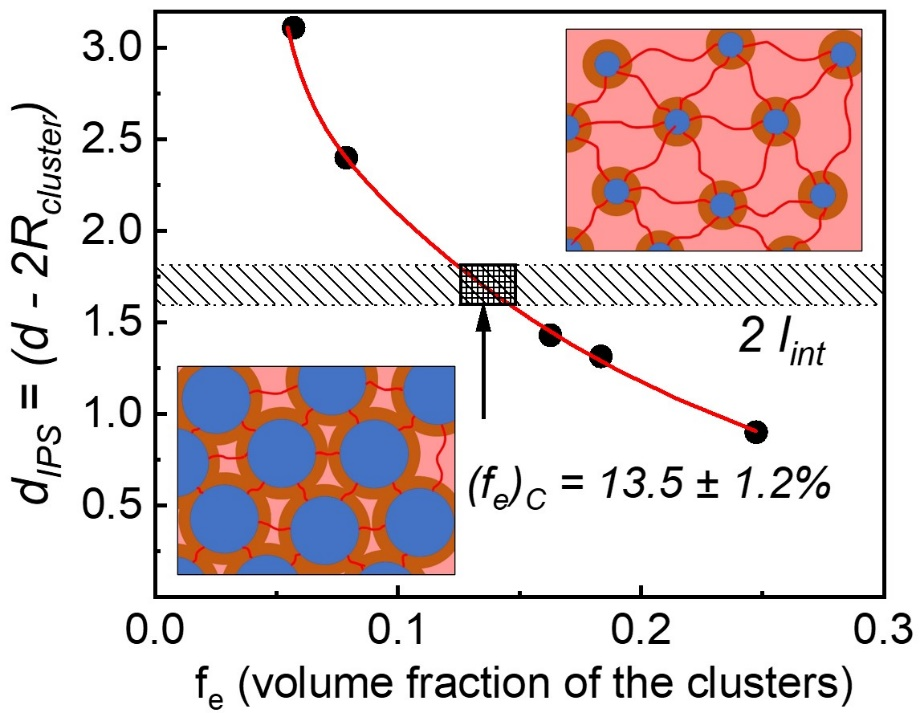 d_IPS = (d - 2R_cluster)
3.0
2.5
2.0
1.5
1.0
0.5
2 l_int
(f_e)_C = 13.5 ± 1.2%
0.0 0.1 0.2 0.3
f_e (volume fraction of the clusters)